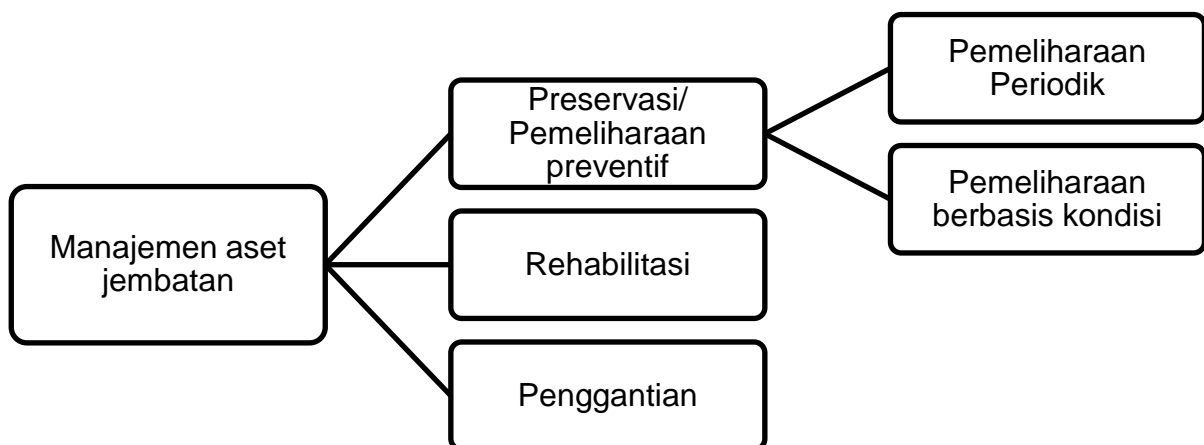 Manajemen aset
jembatan
Preservasi/
Pemeliharaan
preventif
Rehabilitasi
Penggantian
Pemeliharaan
Periodik
Pemeliharaan
berbasis kondisi